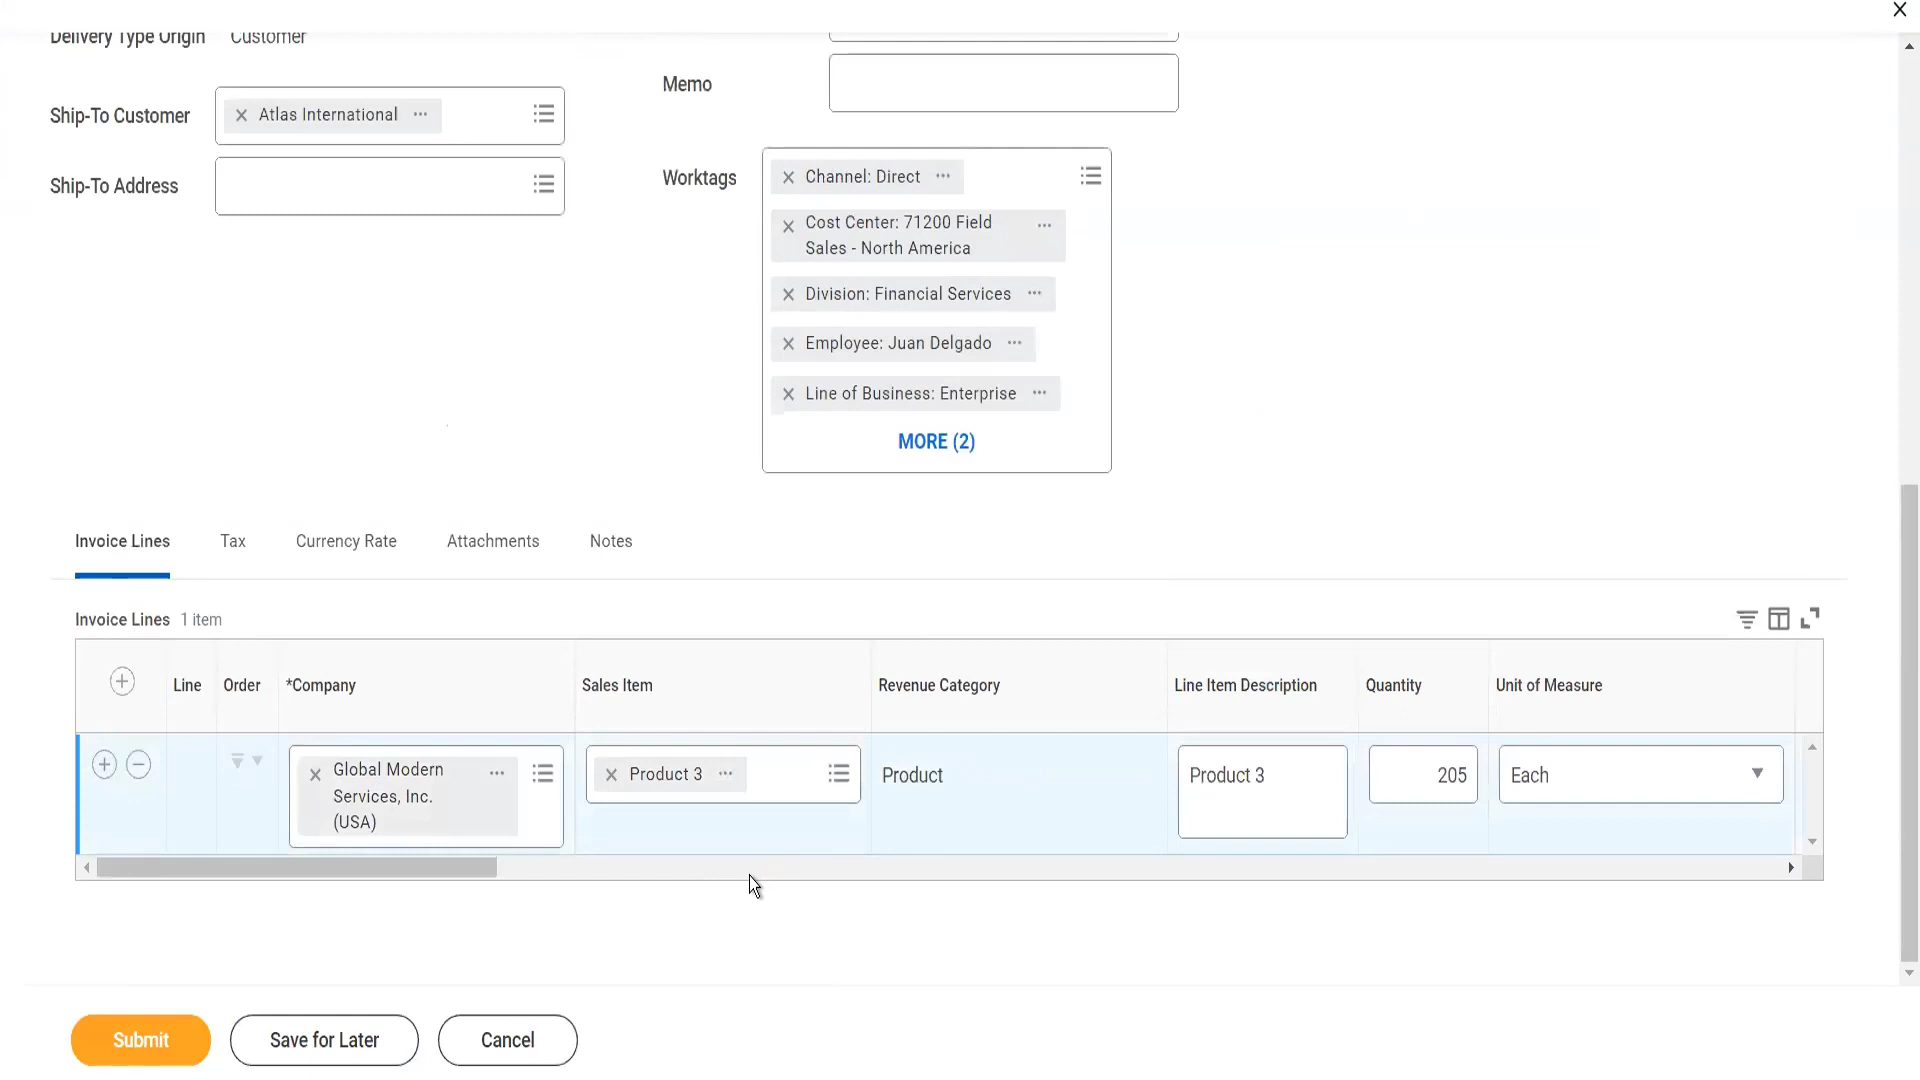 Delivery Type Origin Customer
Ship-To Customer
Atlas International
Ship-To Address
Memo
Worktags
Channel: Direct
Cost Center: 71200 Field
Sales - North America
Division: Financial Services
Employee: Juan Delgado
Line of Business: Enterprise
MORE (2)
Invoice Lines Tax Currency Rate Attachments Notes
Invoice Lines 1 item
Line Order *Company Sales Item Revenue Category Line Item Description Quantity Unit of Measure
Global Modern
Services, Inc.
(USA)
Product 3
Product
Product 3
205
Each
Submit Save for Later Cancel